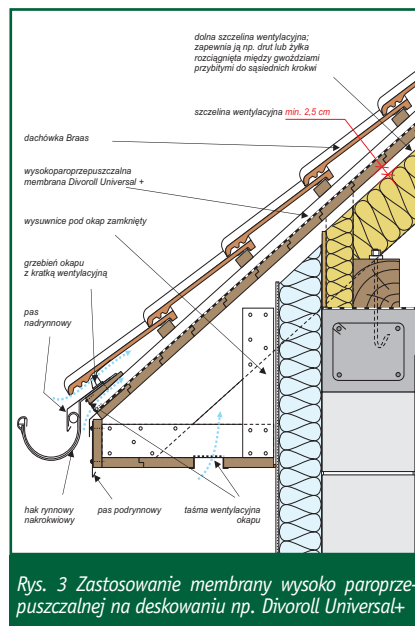 dolna szczelina wentylacyjna;
zapewnia ją np. drut lub żyłka
rozciągnięta między gwoździami
przybitymi do sąsiednich krokwi
szczelina wentylacyjna min. 2,5 cm
dachówka Braas
wysokoparoprzepuszczalna
membrana Divoroll Universal +
wysuwnice pod okap zamknięty
grzebień okapu
z kratką wentylacyjną
pas
nadrynnowy
hak rynnowy
nakrokwiowy
pas podrynnowy
taśma wentylacyjna
okapu
Rys. 3 Zastosowanie membrany wysoko paroprze-
puszczalnej na deskowaniu np. Divoroll Universal+